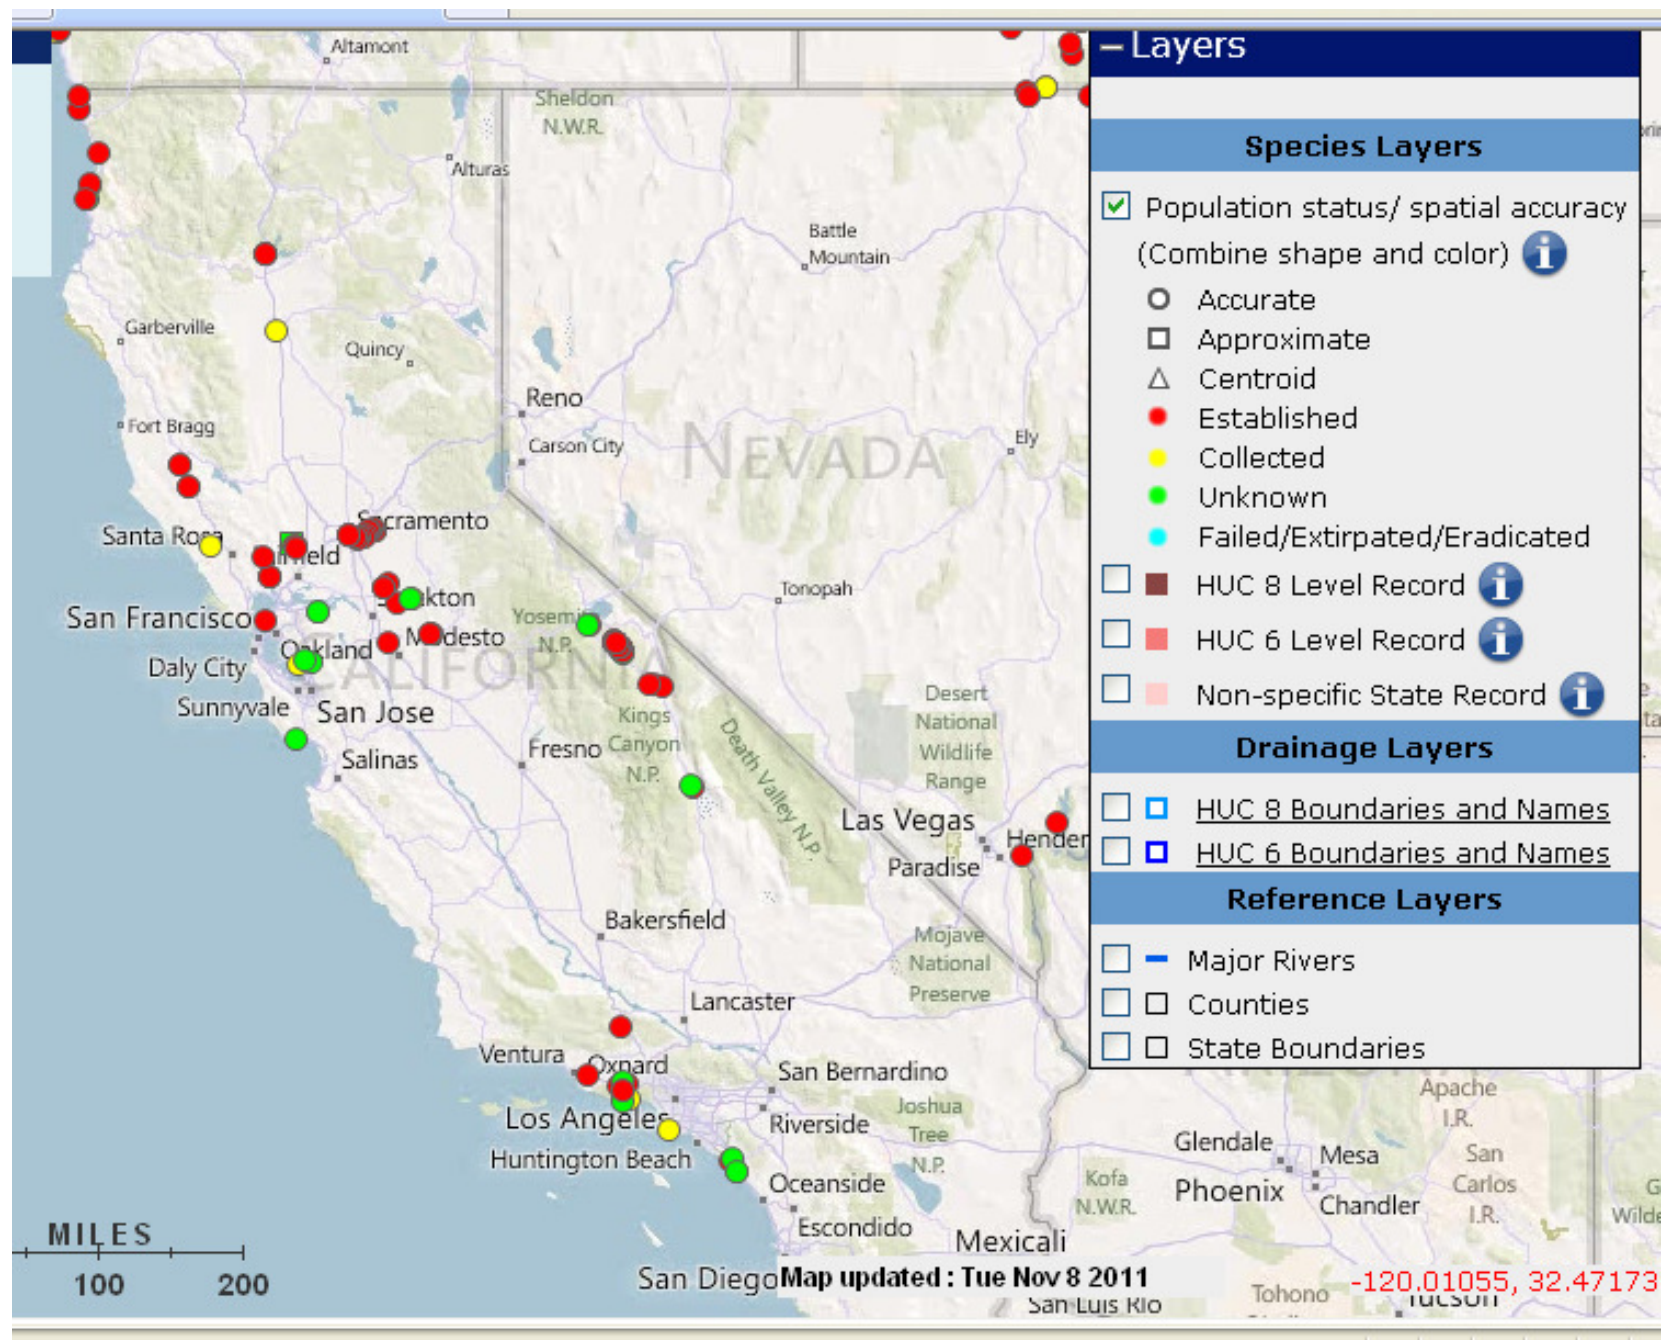 Altamont
Sheldon
N.W.R.
Alturas
Battle
Mountain
Garberville
Quincy
Reno
Fort Bragg
Carson City
Ely
NEVADA
Sacramento
Santa Rosa
Tonopah
San Francisco
Yosemite
N.P.
Modesto
Oakland
Daly City
CALIFORNIA
Sunnyvale
San Jose
Kings
Canyon
N.P.
Desert
National
Wildlife
Range
Fresno
Salinas
Death Valley N.P.
Las Vegas
Paradise
Bakersfield
Mojave
National
Preserve
Lancaster
Ventura
Oxnard
San Bernardino
Los Angeles
Riverside
Joshua
Tree
N.P.
Huntington Beach
Oceanside
Escondido
Mexicali
San Diego
San Luis Rio
Glendale
Mesa
Phoenix
Chandler
Kofa
N.W.R.
Apache
I.R.
San
Carlos
I.R.
Tohono
Tucson
MILES
100 200
Map updated : Tue Nov 8 2011
-120.01055, 32.47173
Layers
Species Layers
Population status/ spatial accuracy
(Combine shape and color) i
Accurate
Approximate
Centroid
Established
Collected
Unknown
Failed/Extirpated/Eradicated
HUC 8 Level Record i
HUC 6 Level Record i
Non-specific State Record i
Drainage Layers
HUC 8 Boundaries and Names
HUC 6 Boundaries and Names
Reference Layers
Major Rivers
Counties
State Boundaries